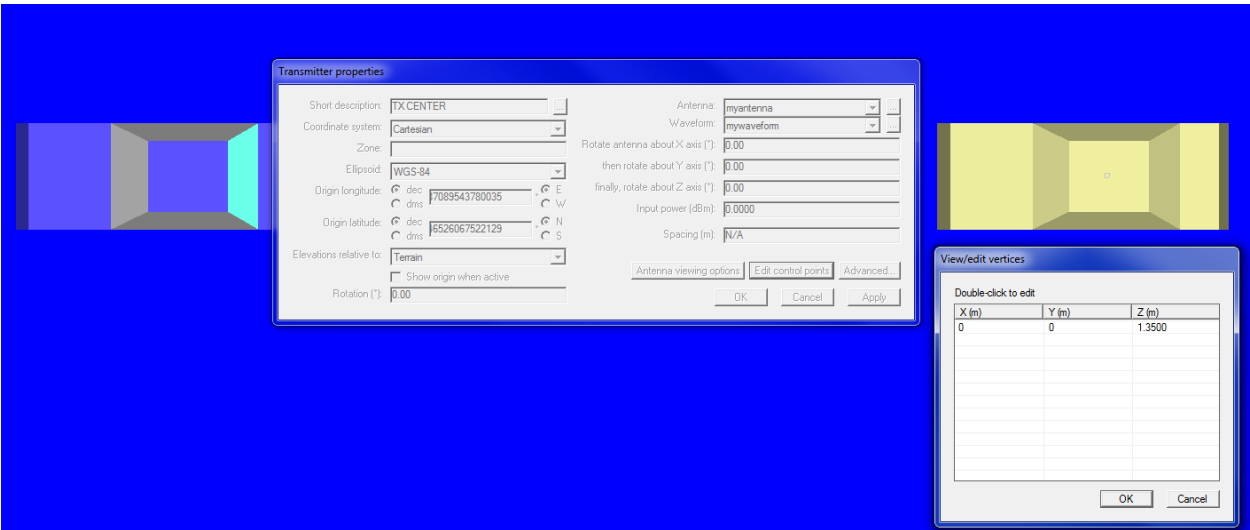 Transmitter properties
Short description: TX CENTER ...
Coordinate system: Cartesian
Zone:
Ellipsoid: WGS-84
Origin longitude: dec 37089543780035 ° E
dms W
Origin latitude: dec 36526067522129 ° N
dms S
Elevations relative to: Terrain
Show origin when active
Rotation (°): 0.00
Antenna: myantenna ...
Waveform: mywaveform ...
Rotate antenna about X axis (°): 0.00
then rotate about Y axis (°): 0.00
finally, rotate about Z axis (°): 0.00
Input power (dBm): 0.0000
Spacing (m): N/A
Antenna viewing options Edit control points Advanced...
OK Cancel Apply
View/edit vertices
Double-click to edit
X (m) Y (m) Z (m)
0 0 1.3500
OK Cancel